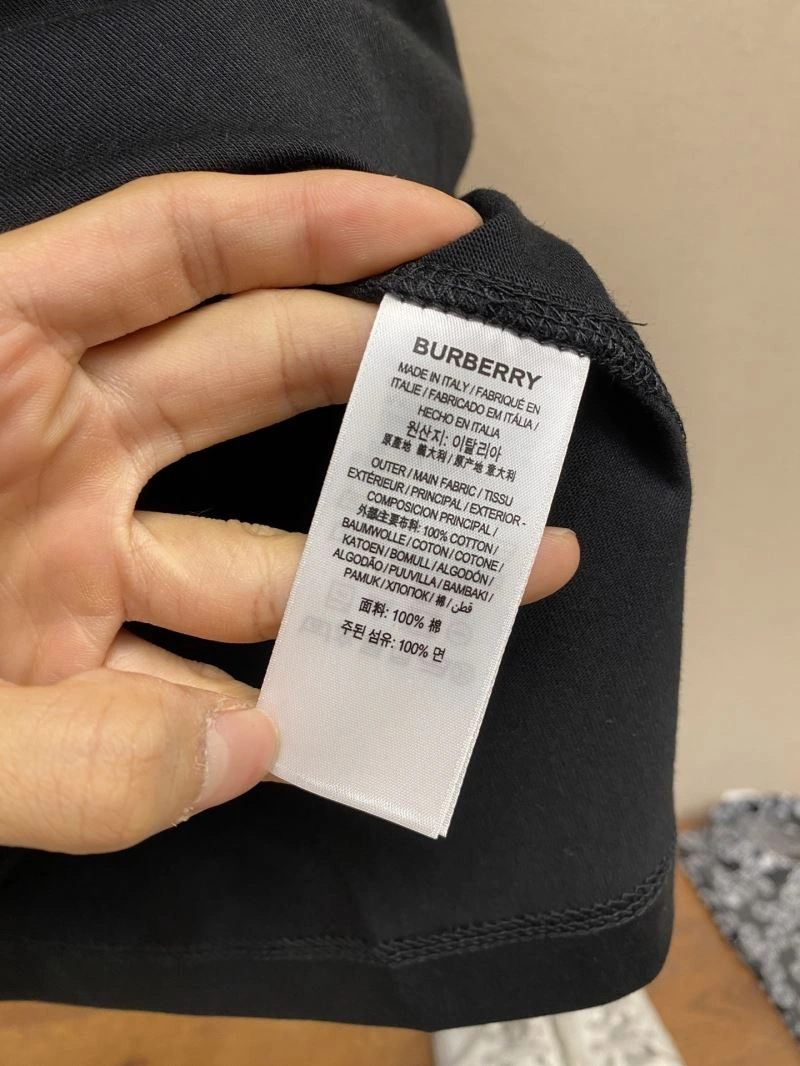 BURBERRY
MADE IN ITALY / FABRIQUÉ EN
ITALIE / FABRICADO EM ITÁLIA /
HECHO EN ITALIA
원산지: 이탈리아
原產地 義大利 / 原产地 意大利
OUTER / MAIN FABRIC / TISSU
EXTÉRIEUR / PRINCIPAL / EXTERIOR -
COMPOSICION PRINCIPAL /
外部主要布料: 100% COTTON /
BAUMWOLLE / COTON / COTONE /
KATOEN / BOMULL / ALGODÓN /
ALGODÃO / PUUVILLA / BAMBAKI /
PAMUK / ХЛОПОК / 棉 / قطن
面料: 100% 棉
주된 섬유: 100% 면